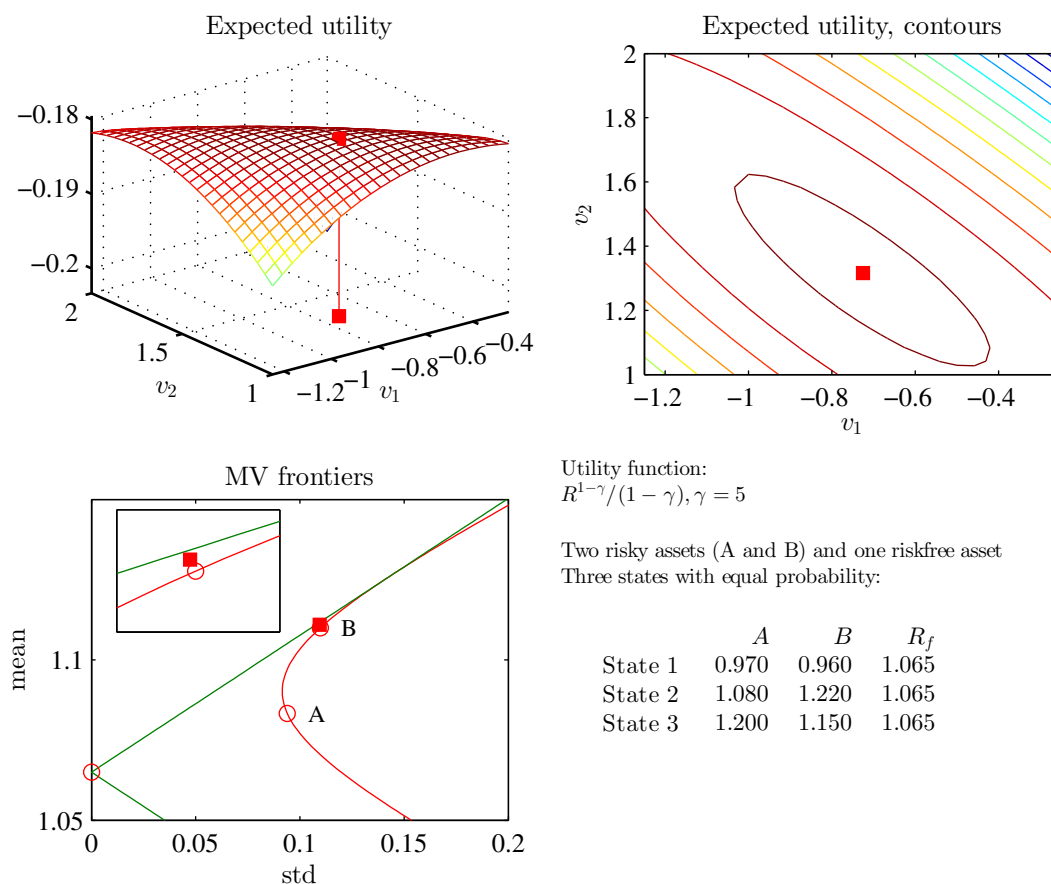 Expected utility
−0.18
−0.19
−0.2
2
1.5
1
v₂
−1.2
−1
−0.8
−0.6
−0.4
v₁
Expected utility, contours
2
1.8
1.6
1.4
1.2
1
v₂
−1.2
−1
−0.8
−0.6
−0.4
v₁
MV frontiers
1.1
1.05
mean
B
A
0
0.05
0.1
0.15
0.2
std
Utility function:
R^{1−γ}/(1 − γ), γ = 5
Two risky assets (A and B) and one riskfree asset
Three states with equal probability:
A B R_f
State 1 0.970 0.960 1.065
State 2 1.080 1.220 1.065
State 3 1.200 1.150 1.065